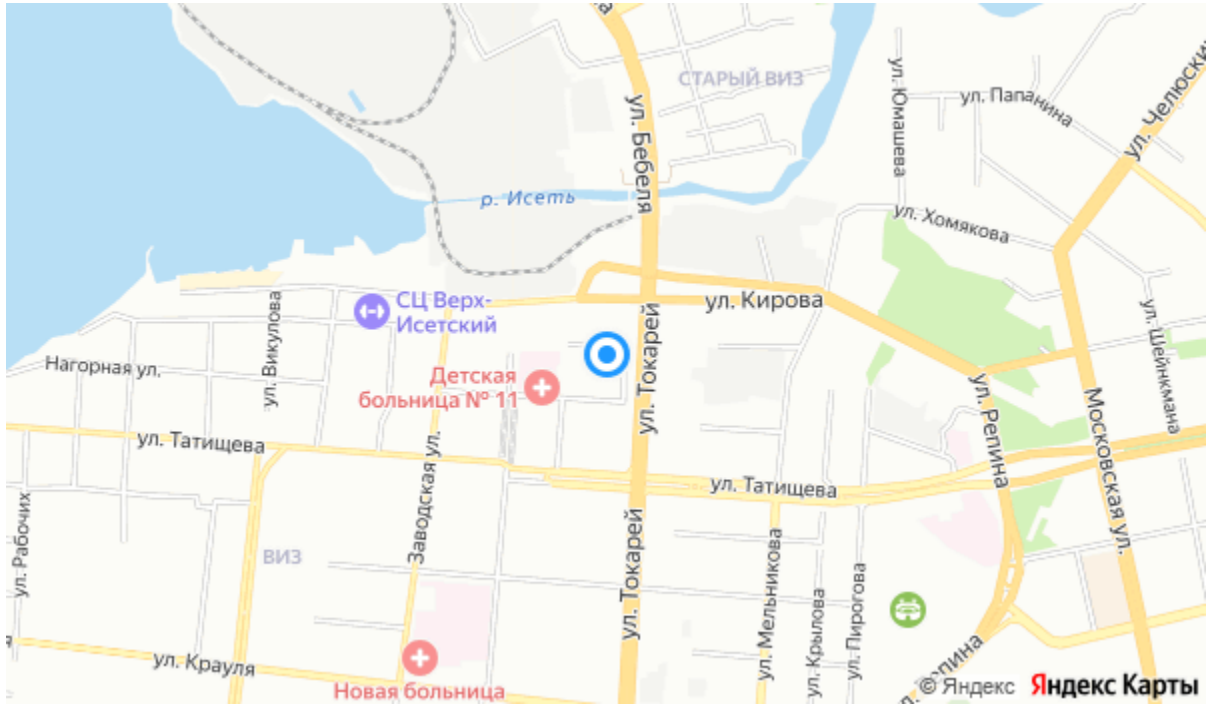 СТАРЫЙ ВИЗ
ул. Бебеля
ул. Юмашева
ул. Папанина
ул. Челюскин
р. Исеть
ул. Хомякова
СЦ Верх-
Исетский
ул. Викулова
ул. Кирова
ул. Шейнкмана
Нагорная ул.
Детская
больница № 11
ул. Токарей
ул. Репина
Московская ул.
ул. Татищева
Заводская ул.
ул. Татищева
ул. Рабочих
ВИЗ
ул. Токарей
ул. Мельникова
ул. Крылова
ул. Пирогова
ул. Крауля
Новая больница
ул. Репина
© Яндекс Яндекс Карты